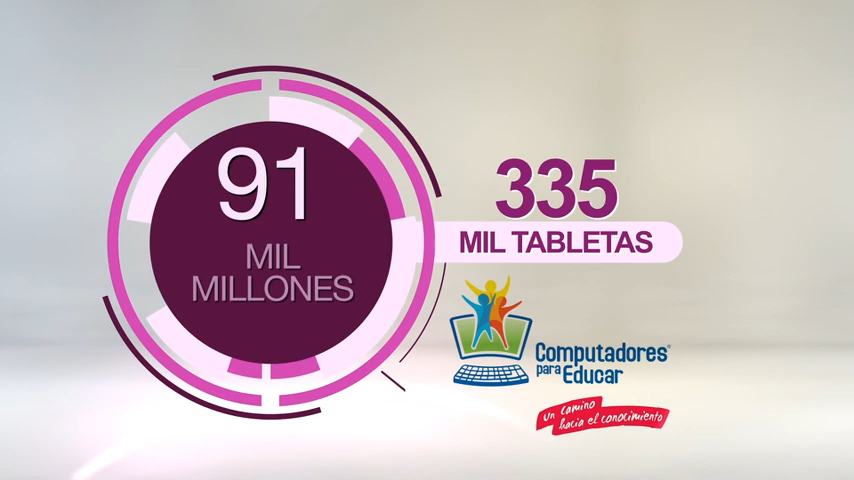 91
MIL
MILLONES
335
MIL TABLETAS
Computadores®
para Educar
un camino
hacia el conocimiento